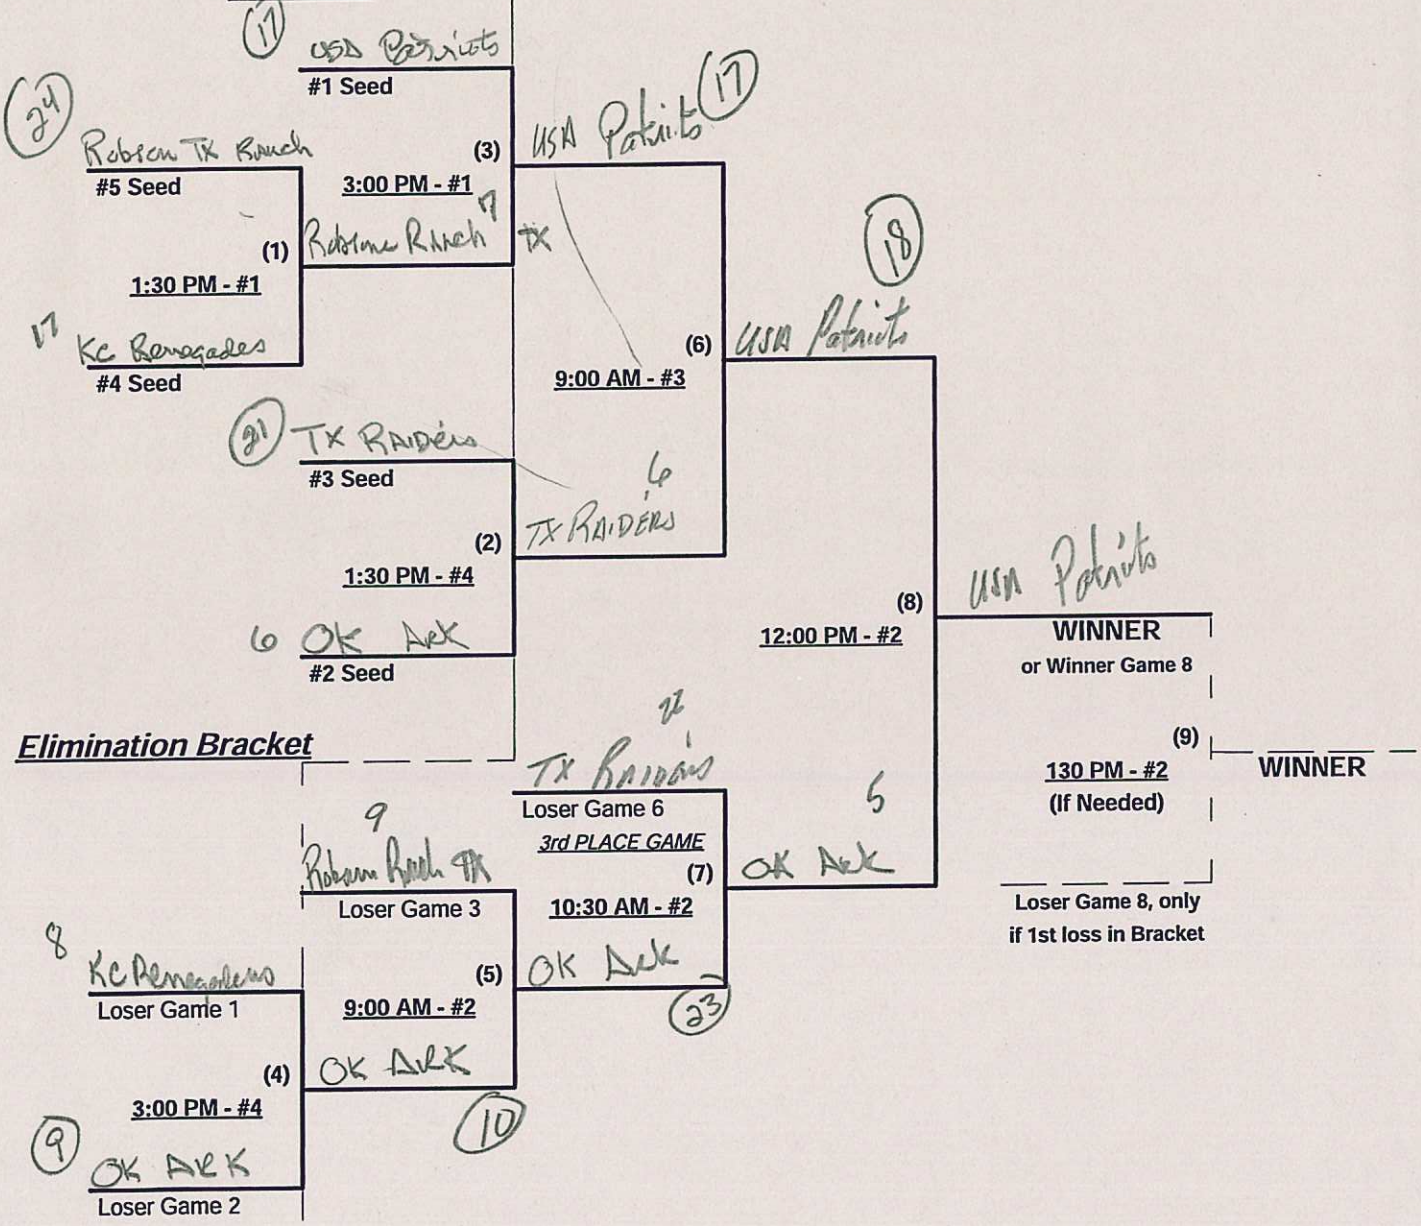 17
USA Patriots
#1 Seed
24
Robson TX Ranch
#5 Seed
(3)
3:00 PM - #1
USA Patriots 17
7
(1)
Robsone Ranch TX
1:30 PM - #1
18
17
KC Renegades
#4 Seed
(6)
USA Patriots
9:00 AM - #3
21 TX RAIDERS
#3 Seed
6
TX RAIDERS
(2)
1:30 PM - #4
USA Patriots
(8)
12:00 PM - #2
WINNER
or Winner Game 8
6 OK ARK
#2 Seed
Elimination Bracket
TX RAIDERS
Loser Game 6
3rd PLACE GAME
(9)
130 PM - #2
(If Needed)
WINNER
5
9
Robson Ranch TX
Loser Game 3
(7)
10:30 AM - #2
OK Ark
Loser Game 8, only
if 1st loss in Bracket
8
KC Renegades
Loser Game 1
(5)
9:00 AM - #2
OK Ark
23
(4)
3:00 PM - #4
OK ARK
10
9
OK ARK
Loser Game 2